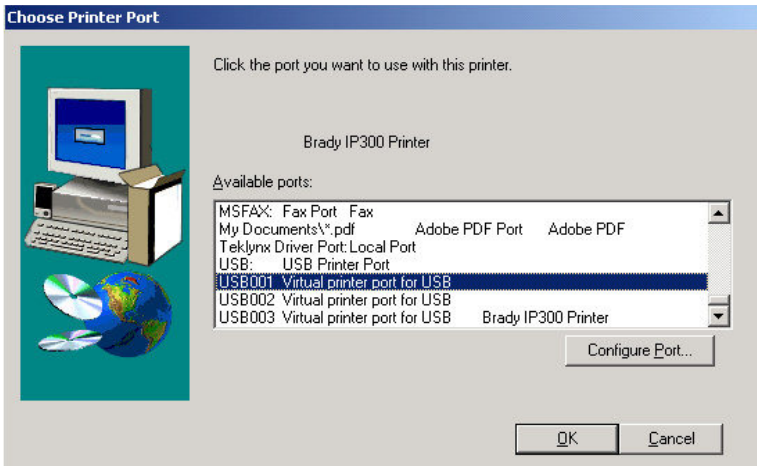 Choose Printer Port
Click the port you want to use with this printer.
Brady IP300 Printer
Available ports:
MSFAX: Fax Port Fax
My Documents\*.pdf Adobe PDF Port Adobe PDF
Teklynx Driver Port: Local Port
USB: USB Printer Port
USB001 Virtual printer port for USB
USB002 Virtual printer port for USB
USB003 Virtual printer port for USB Brady IP300 Printer
Configure Port...
OK Cancel